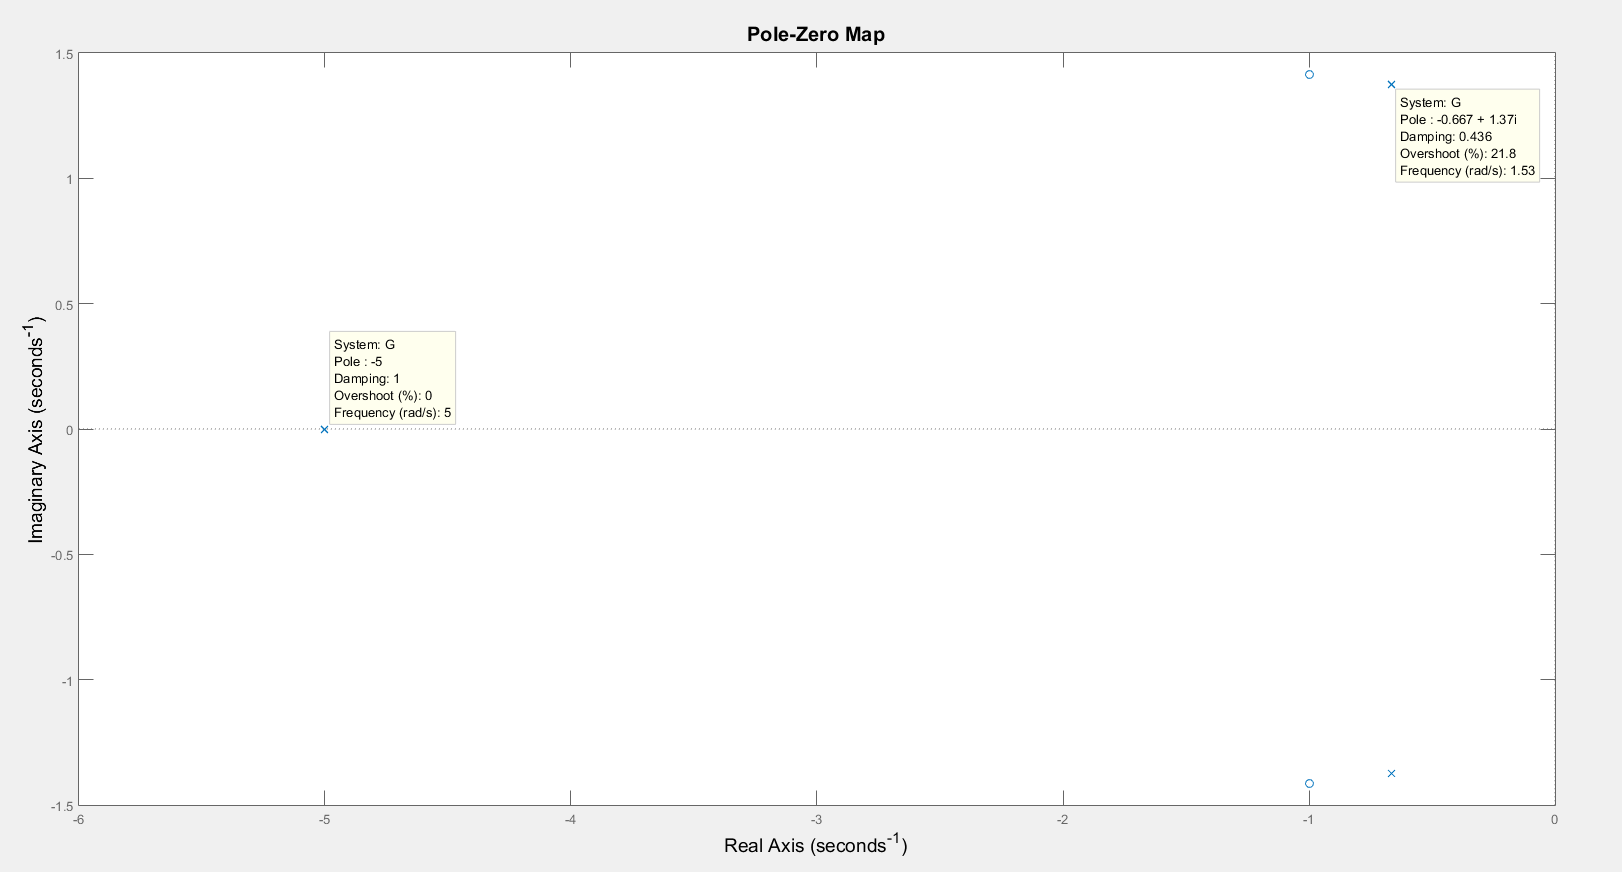 Pole-Zero Map
1.5
1
0.5
0
-0.5
-1
-1.5
Imaginary Axis (seconds-1)
System: G
Pole : -0.667 + 1.37i
Damping: 0.436
Overshoot (%): 21.8
Frequency (rad/s): 1.53
System: G
Pole : -5
Damping: 1
Overshoot (%): 0
Frequency (rad/s): 5
-6
-5
-4
-3
-2
-1
0
Real Axis (seconds-1)